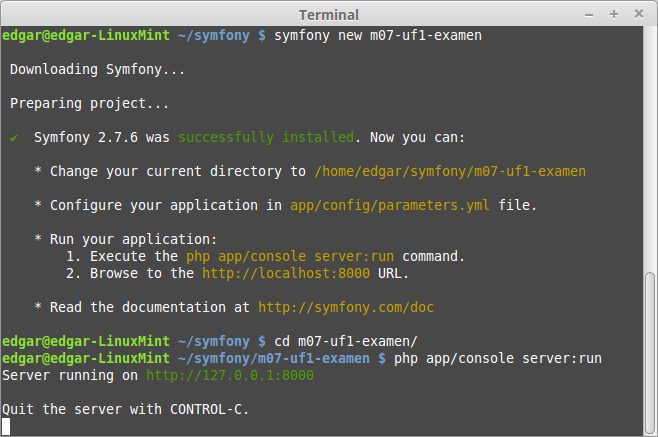 Terminal
edgar@edgar-LinuxMint ~/symfony $ symfony new m07-uf1-examen
Downloading Symfony...
Preparing project...
✔ Symfony 2.7.6 was successfully installed. Now you can:
* Change your current directory to /home/edgar/symfony/m07-uf1-examen
* Configure your application in app/config/parameters.yml file.
* Run your application:
1. Execute the php app/console server:run command.
2. Browse to the http://localhost:8000 URL.
* Read the documentation at http://symfony.com/doc
edgar@edgar-LinuxMint ~/symfony $ cd m07-uf1-examen/
edgar@edgar-LinuxMint ~/symfony/m07-uf1-examen $ php app/console server:run
Server running on http://127.0.0.1:8000
Quit the server with CONTROL-C.